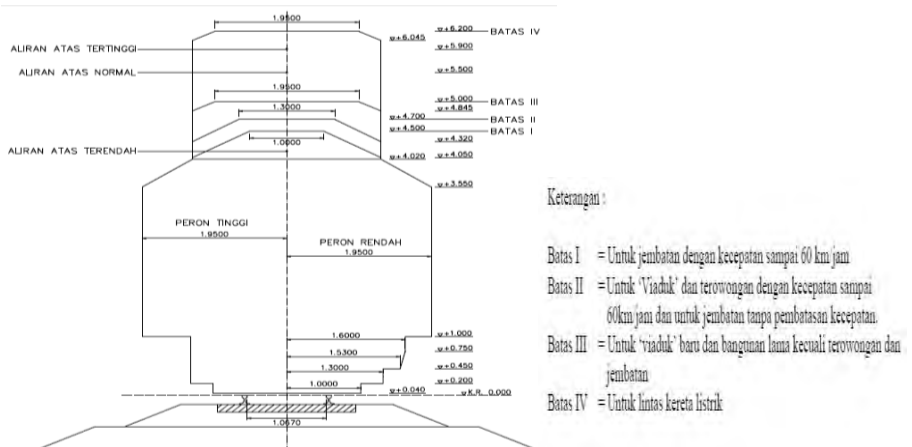 1.9500
ψ+6.200 BATAS IV
ψ+6.045
ψ+5.900
ALIRAN ATAS TERTINGGI
ALIRAN ATAS NORMAL
ψ+5.500
1.9500
ψ+5.000 BATAS III
ψ+4.845
1.3000
ψ+4.700 BATAS II
ψ+4.500 BATAS I
ψ+4.320
1.0000
ALIRAN ATAS TERENDAH
ψ+4.020 ψ+4.050
ψ+3.550
PERON TINGGI
1.9500
PERON RENDAH
1.9500
1.6000 ψ+1.000
1.5300 ψ+0.750
1.3000 ψ+0.450
1.0000 ψ+0.200
ψ+0.040 ψK.R. 0.000
1.0670
Keterangan :
Batas I = Untuk jembatan dengan kecepatan sampai 60 km jam
Batas II = Untuk ‘Viaduk’ dan terowongan dengan kecepatan sampai
60km jam dan untuk jembatan tanpa pembatasan kecepatan.
Batas III = Untuk ‘viaduk’ baru dan bangunan lama kecuali terowongan dan
jembatan
Batas IV = Untuk lintas kereta listrik